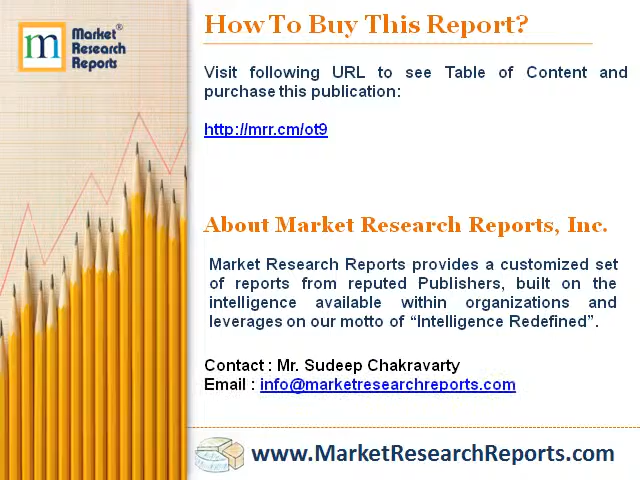 m
Market®
Research
Reports
How To Buy This Report?
Visit following URL to see Table of Content and
purchase this publication:
http://mrr.cm/ot9
About Market Research Reports, Inc.
Market Research Reports provides a customized set
of reports from reputed Publishers, built on the
intelligence available within organizations and
leverages on our motto of “Intelligence Redefined”.
Contact : Mr. Sudeep Chakravarty
Email : info@marketresearchreports.com
www.MarketResearchReports.com